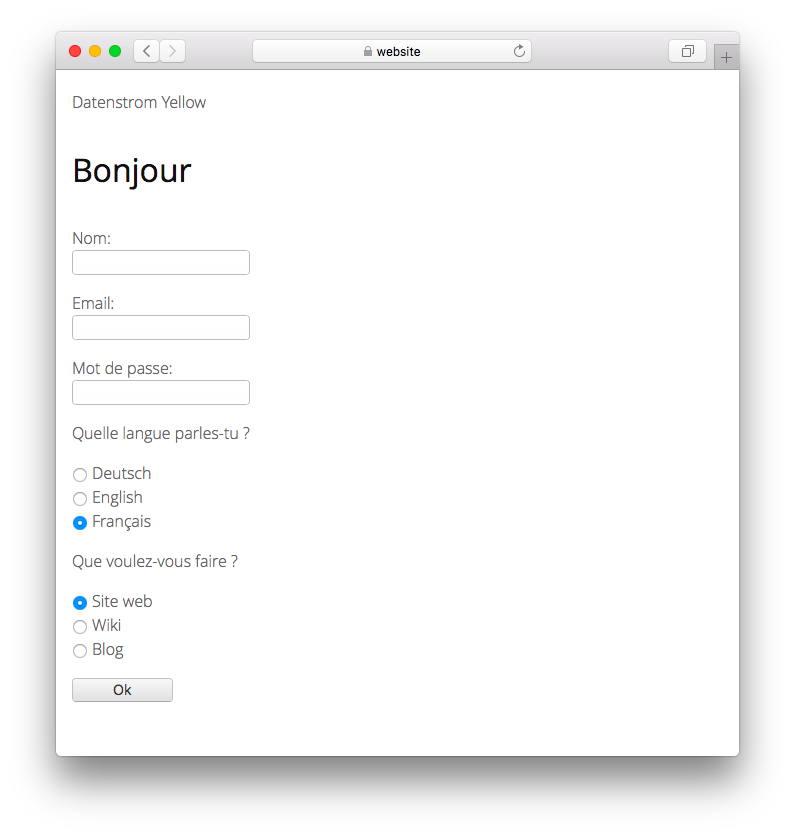 website
Datenstrom Yellow
Bonjour
Nom:
Email:
Mot de passe:
Quelle langue parles-tu ?
Deutsch
English
Français
Que voulez-vous faire ?
Site web
Wiki
Blog
Ok